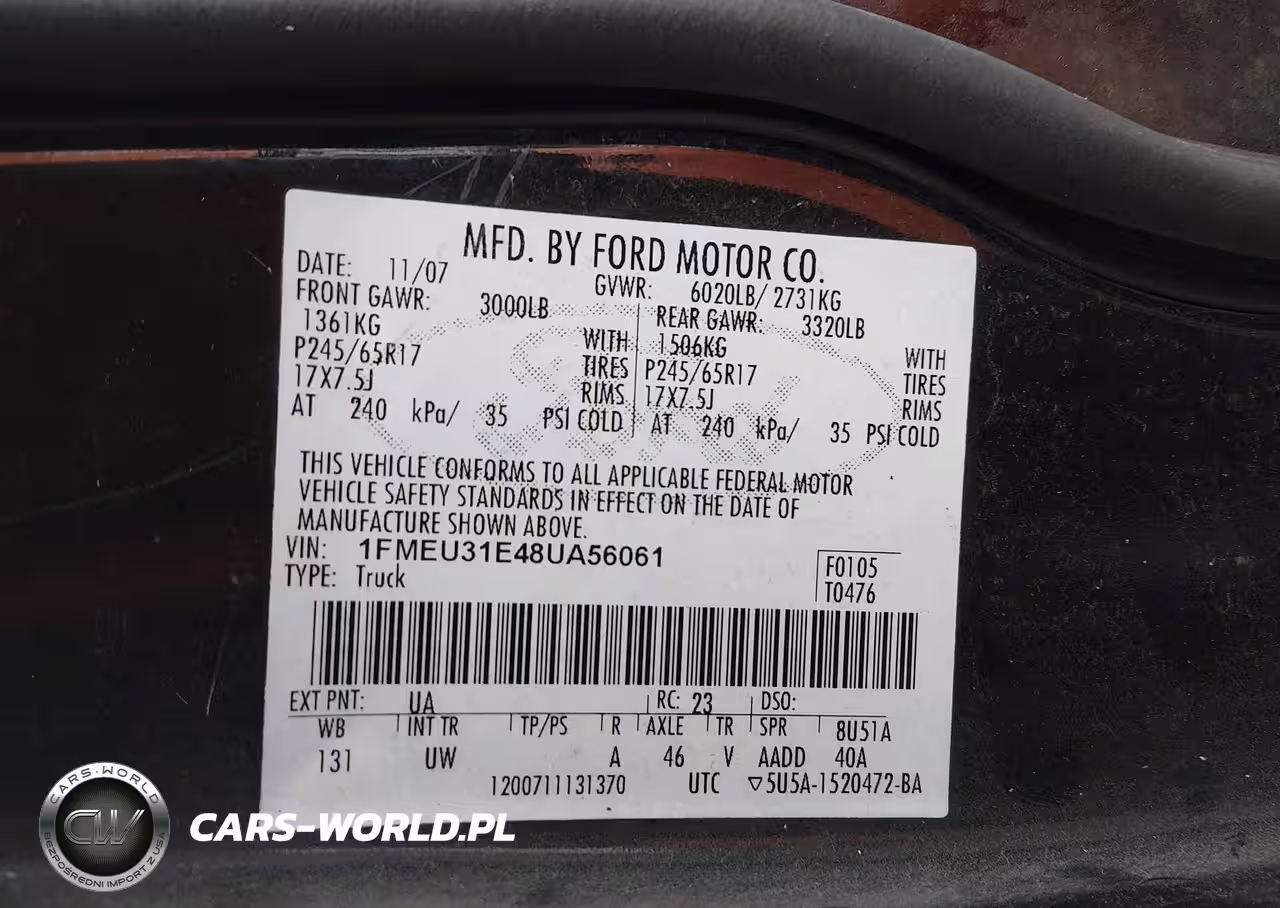 MFD. BY FORD MOTOR CO.
DATE: 11/07 GVWR: 6020LB/ 2731KG
FRONT GAWR: 3000LB REAR GAWR: 3320LB
1361KG WITH 1506KG WITH
P245/65R17 TIRES P245/65R17 TIRES
17X7.5J RIMS 17X7.5J RIMS
AT 240 kPa/ 35 PSI COLD AT 240 kPa/ 35 PSI COLD
THIS VEHICLE CONFORMS TO ALL APPLICABLE FEDERAL MOTOR
VEHICLE SAFETY STANDARDS IN EFFECT ON THE DATE OF
MANUFACTURE SHOWN ABOVE.
VIN: 1FMEU31E48UA56061
TYPE: Truck
F0105
T0476
EXT PNT: UA RC: 23 DSO:
WB INT TR TP/PS R AXLE TR SPR 8U51A
131 UW A 46 V AADD 40A
1200711131370 UTC ▽5U5A-1520472-BA
CARS-WORLD
CW
BEZPOŚREDNI IMPORT Z USA
CARS-WORLD.PL